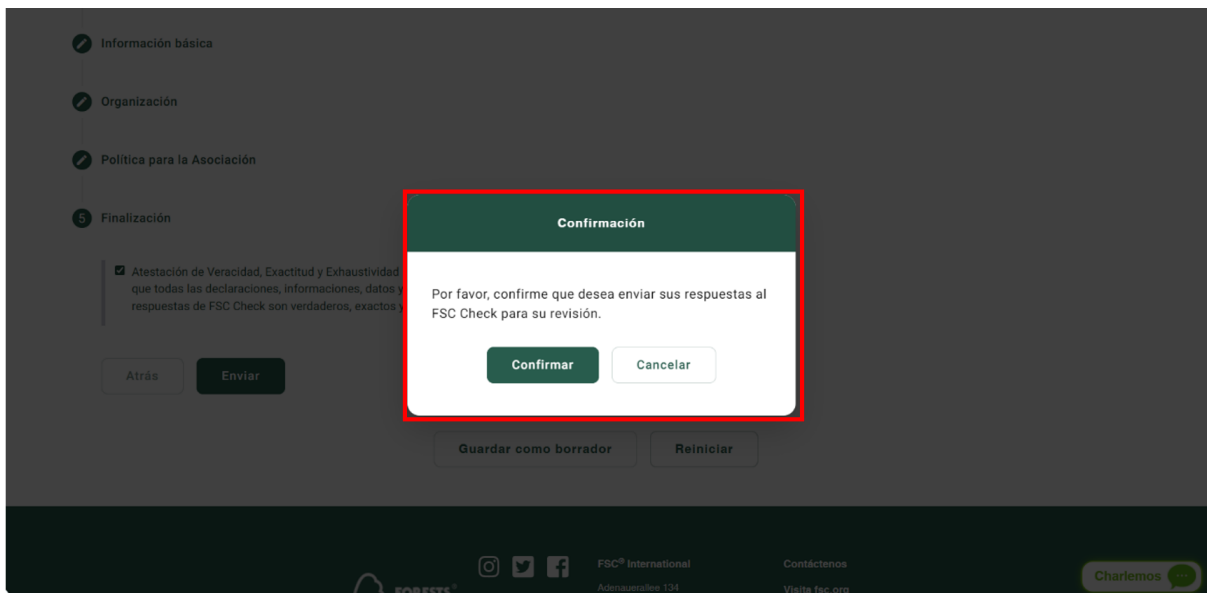 Información básica
Organización
Política para la Asociación
5 Finalización
Atestación de Veracidad, Exactitud y Exhaustividad
que todas las declaraciones, informaciones, datos y
respuestas de FSC Check son verdaderos, exactos y
Atrás Enviar
Confirmación
Por favor, confirme que desea enviar sus respuestas al
FSC Check para su revisión.
Confirmar Cancelar
Guardar como borrador Reiniciar
FSC® International Contáctenos
FORESTS® Adenauerallee 134 Visita fsc.org
Charlemos